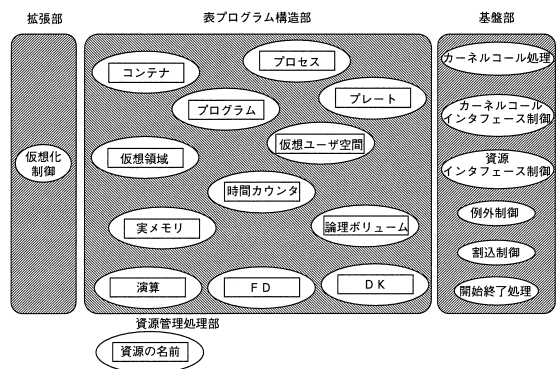 拡張部
表プログラム構造部
基盤部
仮想化
制御
コンテナ
プロセス
プログラム
プレート
仮想領域
仮想ユーザ空間
時間カウンタ
実メモリ
論理ボリューム
演算
FD
DK
カーネルコール処理
カーネルコール
インタフェース制御
資源
インタフェース制御
例外制御
割込制御
開始終了処理
資源管理処理部
資源の名前